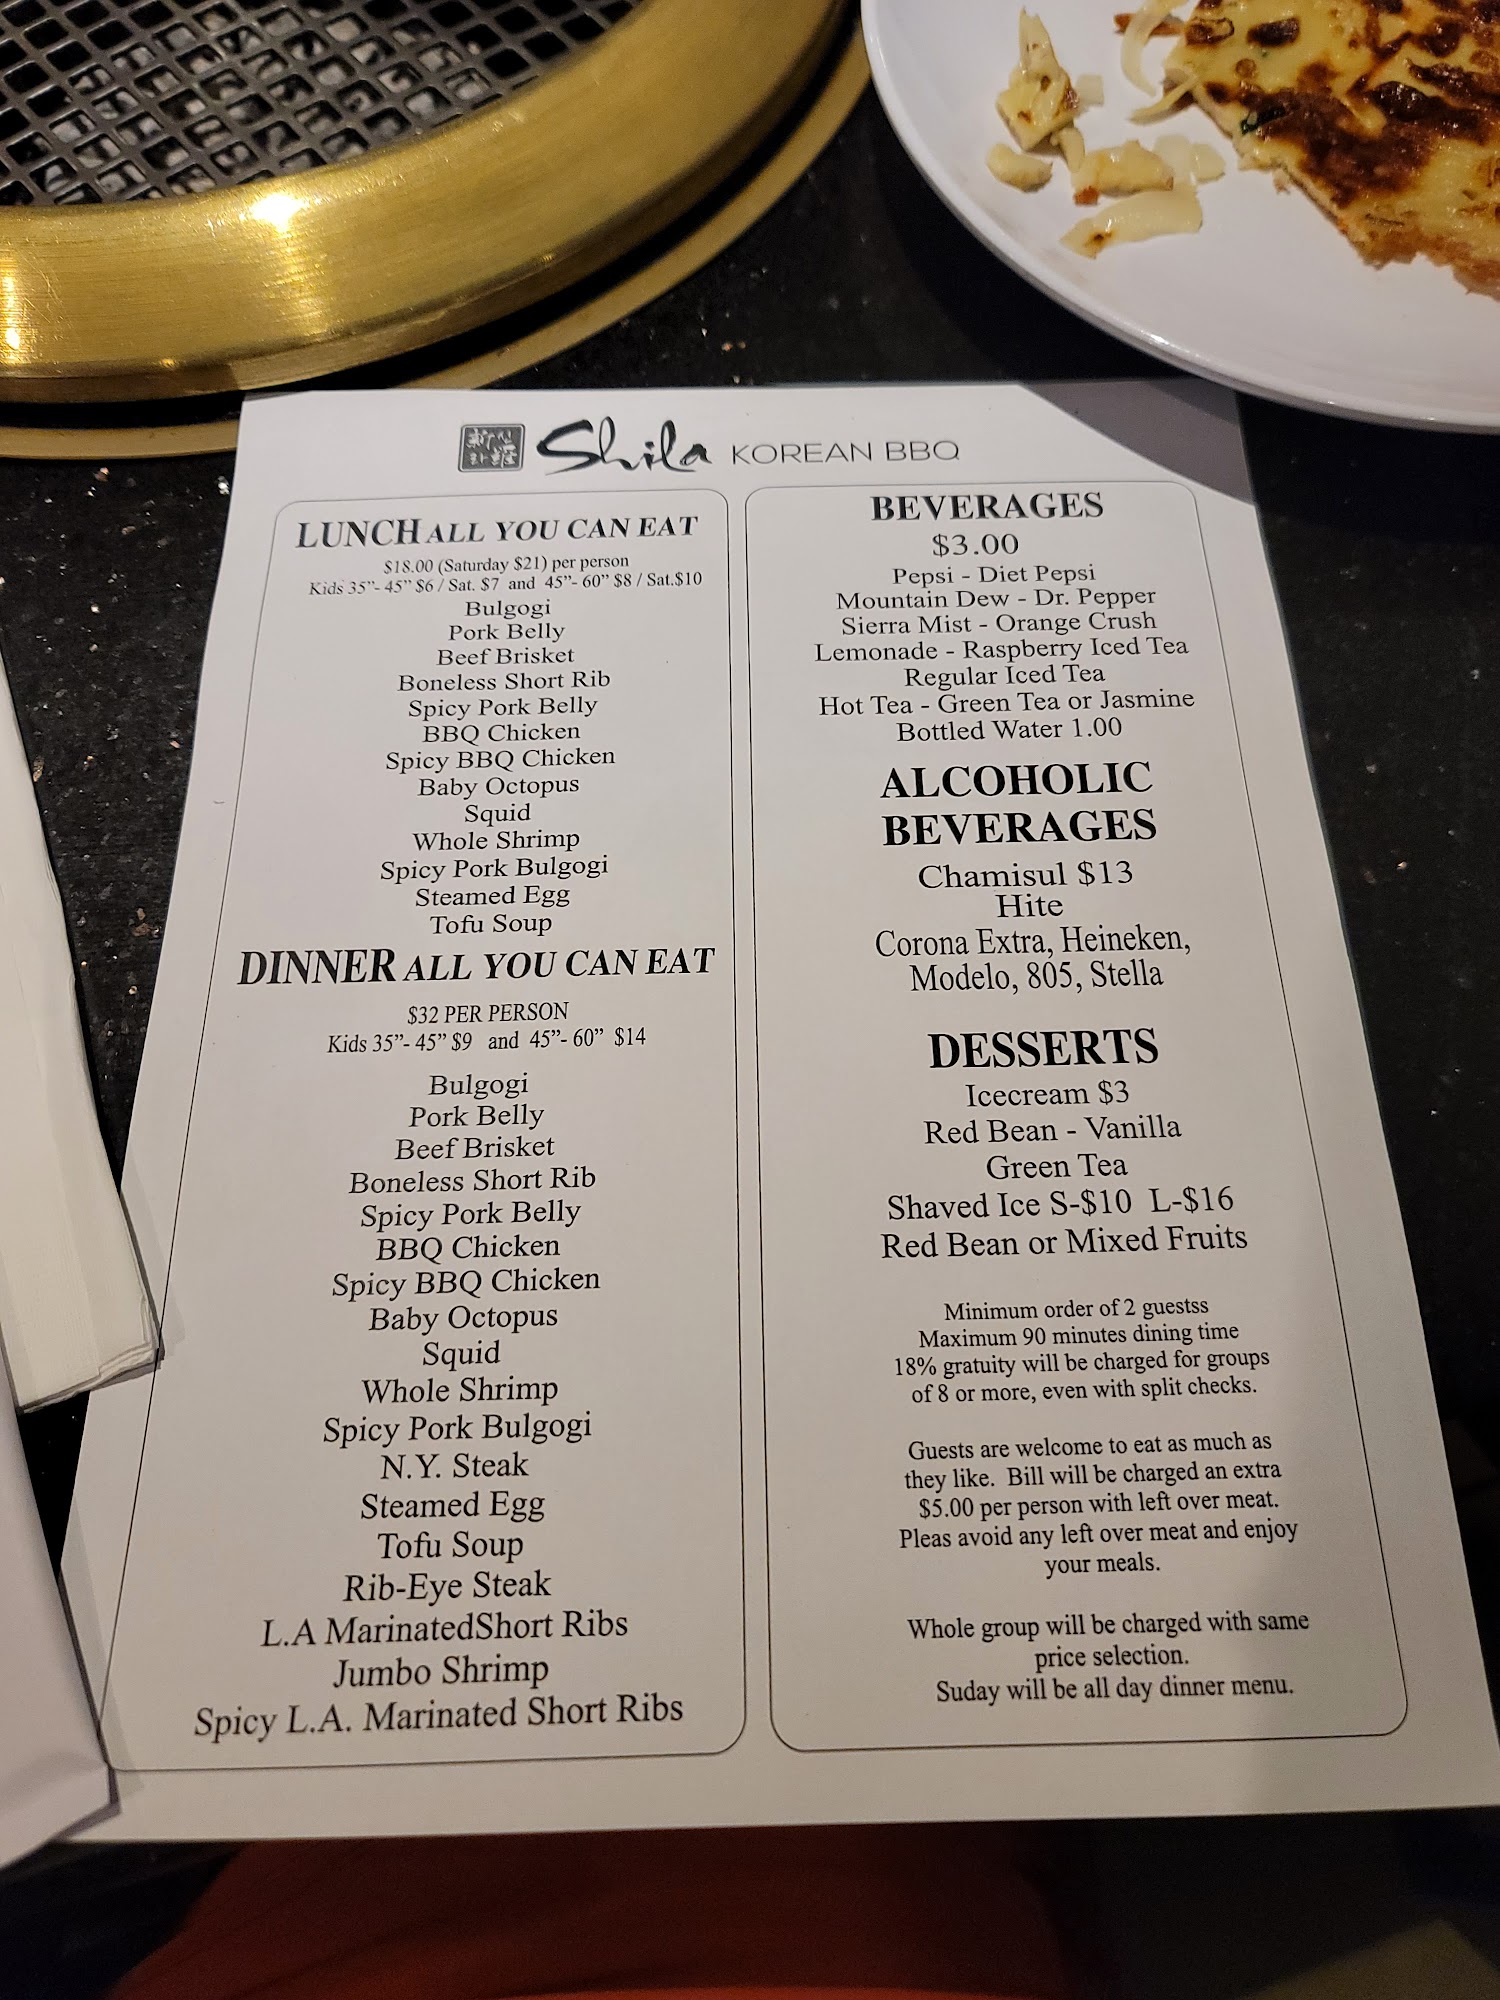 Shila KOREAN BBQ
LUNCH ALL YOU CAN EAT
$18.00 (Saturday $21) per person
Kids 35”- 45” $6 / Sat. $7 and 45”- 60” $8 / Sat.$10
Bulgogi
Pork Belly
Beef Brisket
Boneless Short Rib
Spicy Pork Belly
BBQ Chicken
Spicy BBQ Chicken
Baby Octopus
Squid
Whole Shrimp
Spicy Pork Bulgogi
Steamed Egg
Tofu Soup
DINNER ALL YOU CAN EAT
$32 PER PERSON
Kids 35”- 45” $9 and 45”- 60” $14
Bulgogi
Pork Belly
Beef Brisket
Boneless Short Rib
Spicy Pork Belly
BBQ Chicken
Spicy BBQ Chicken
Baby Octopus
Squid
Whole Shrimp
Spicy Pork Bulgogi
N.Y. Steak
Steamed Egg
Tofu Soup
Rib-Eye Steak
L.A MarinatedShort Ribs
Jumbo Shrimp
Spicy L.A. Marinated Short Ribs
BEVERAGES
$3.00
Pepsi - Diet Pepsi
Mountain Dew - Dr. Pepper
Sierra Mist - Orange Crush
Lemonade - Raspberry Iced Tea
Regular Iced Tea
Hot Tea - Green Tea or Jasmine
Bottled Water 1.00
ALCOHOLIC
BEVERAGES
Chamisul $13
Hite
Corona Extra, Heineken,
Modelo, 805, Stella
DESSERTS
Icecream $3
Red Bean - Vanilla
Green Tea
Shaved Ice S-$10 L-$16
Red Bean or Mixed Fruits
Minimum order of 2 guestss
Maximum 90 minutes dining time
18% gratuity will be charged for groups
of 8 or more, even with split checks.
Guests are welcome to eat as much as
they like. Bill will be charged an extra
$5.00 per person with left over meat.
Pleas avoid any left over meat and enjoy
your meals.
Whole group will be charged with same
price selection.
Suday will be all day dinner menu.